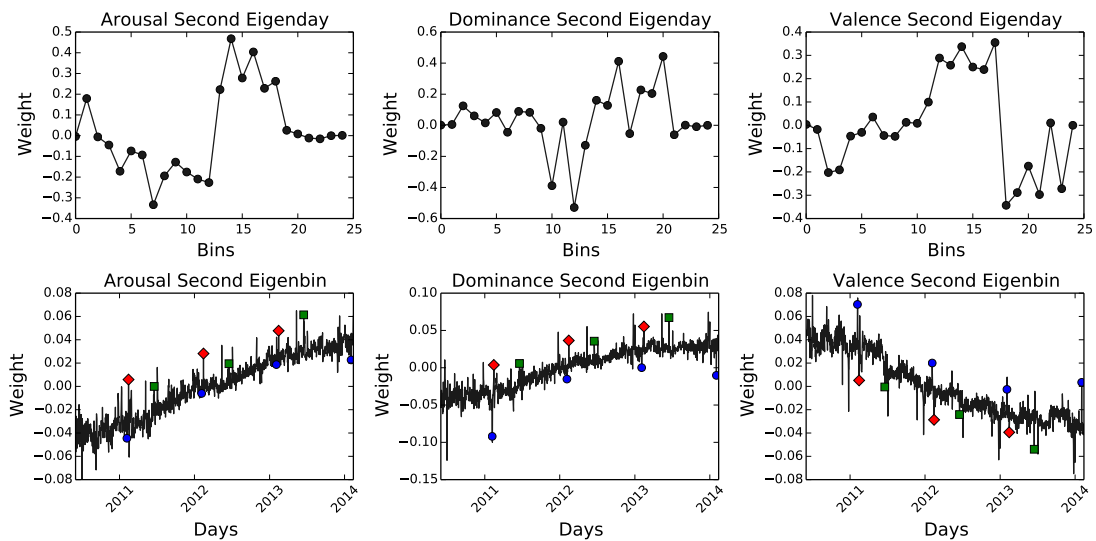 Arousal Second Eigenday
Dominance Second Eigenday
Valence Second Eigenday
0.5
0.4
0.3
0.2
0.1
0.0
−0.1
−0.2
−0.3
−0.4
Weight
0 5 10 15 20 25
Bins
0.6
0.4
0.2
0.0
−0.2
−0.4
−0.6
Weight
0 5 10 15 20 25
Bins
0.4
0.3
0.2
0.1
0.0
−0.1
−0.2
−0.3
−0.4
Weight
0 5 10 15 20 25
Bins
Arousal Second Eigenbin
Dominance Second Eigenbin
Valence Second Eigenbin
0.08
0.06
0.04
0.02
0.00
−0.02
−0.04
−0.06
−0.08
Weight
2011 2012 2013 2014
Days
0.10
0.05
0.00
−0.05
−0.10
−0.15
Weight
2011 2012 2013 2014
Days
0.08
0.06
0.04
0.02
0.00
−0.02
−0.04
−0.06
−0.08
Weight
2011 2012 2013 2014
Days